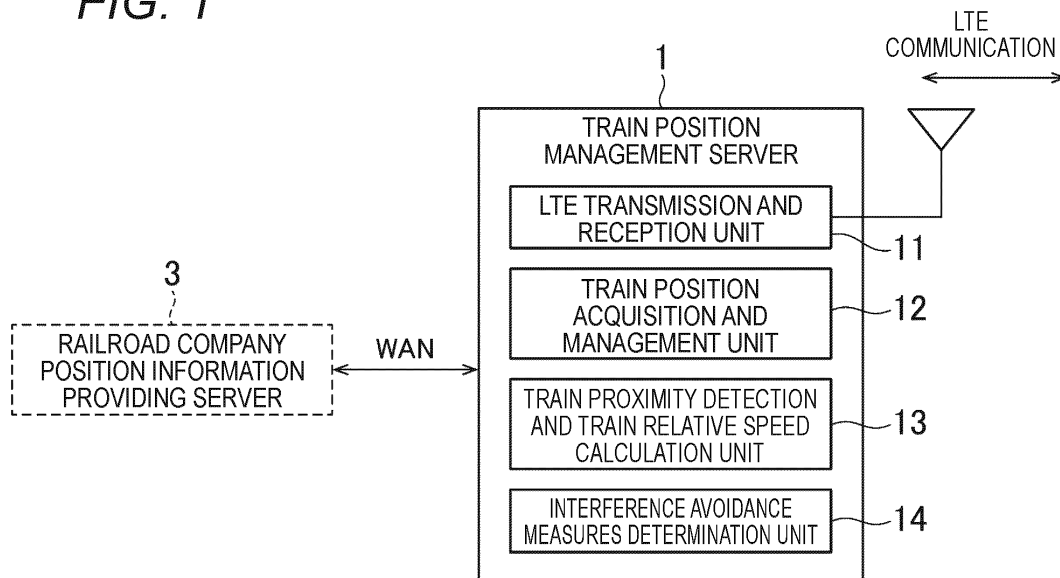 FIG. 1
LTE
COMMUNICATION
1
TRAIN POSITION
MANAGEMENT SERVER
LTE TRANSMISSION AND
RECEPTION UNIT
11
TRAIN POSITION
ACQUISITION AND
MANAGEMENT UNIT
12
3
RAILROAD COMPANY
POSITION INFORMATION
PROVIDING SERVER
WAN
TRAIN PROXIMITY DETECTION
AND TRAIN RELATIVE SPEED
CALCULATION UNIT
13
INTERFERENCE AVOIDANCE
MEASURES DETERMINATION UNIT
14